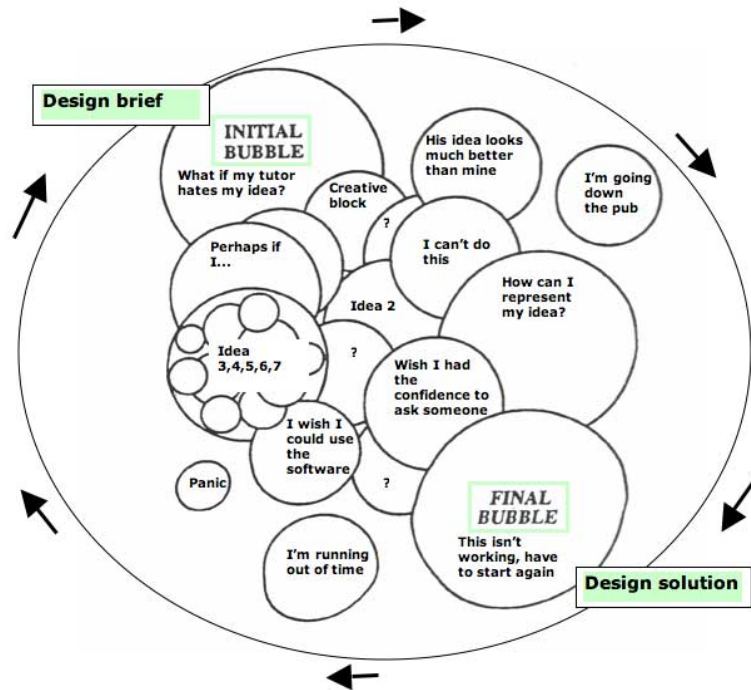 Design brief
INITIAL
BUBBLE
What if my tutor
hates my idea?
Creative
block
?
His idea looks
much better
than mine
I'm going
down
the pub
Perhaps if
I...
I can't do
this
Idea 2
How can I
represent
my idea?
Idea
3,4,5,6,7
?
Wish I had
the
confidence to
ask someone
I wish I
could use
the
software
Panic
?
FINAL
BUBBLE
This isn't
working, have
to start again
I'm running
out of time
Design solution